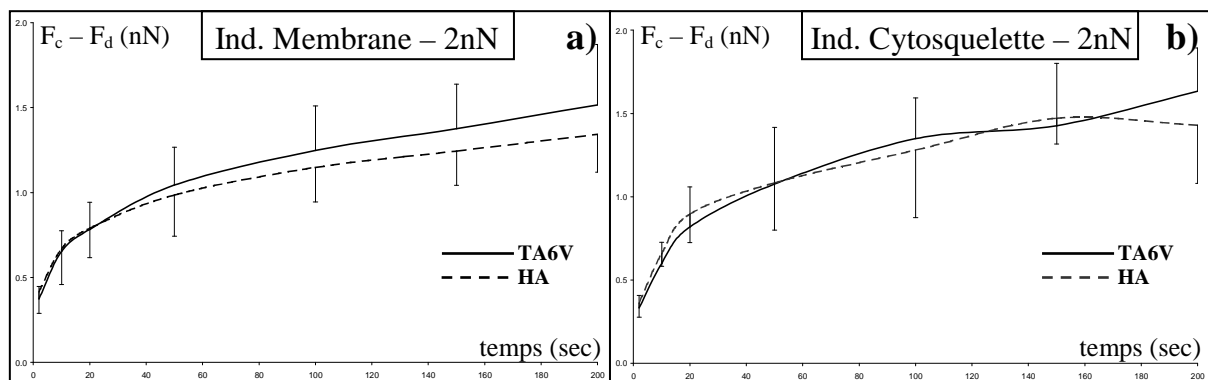 F_c – F_d (nN)
Ind. Membrane – 2nN
a)
2.0
1.5
1.0
0.5
0.0
TA6V
HA
temps (sec)
0 20 40 60 80 100 120 140 160 180 200
F_c – F_d (nN)
Ind. Cytosquelette – 2nN
b)
2.0
1.5
1.0
0.5
0.0
TA6V
HA
temps (sec)
0 20 40 60 80 100 120 140 160 180 200